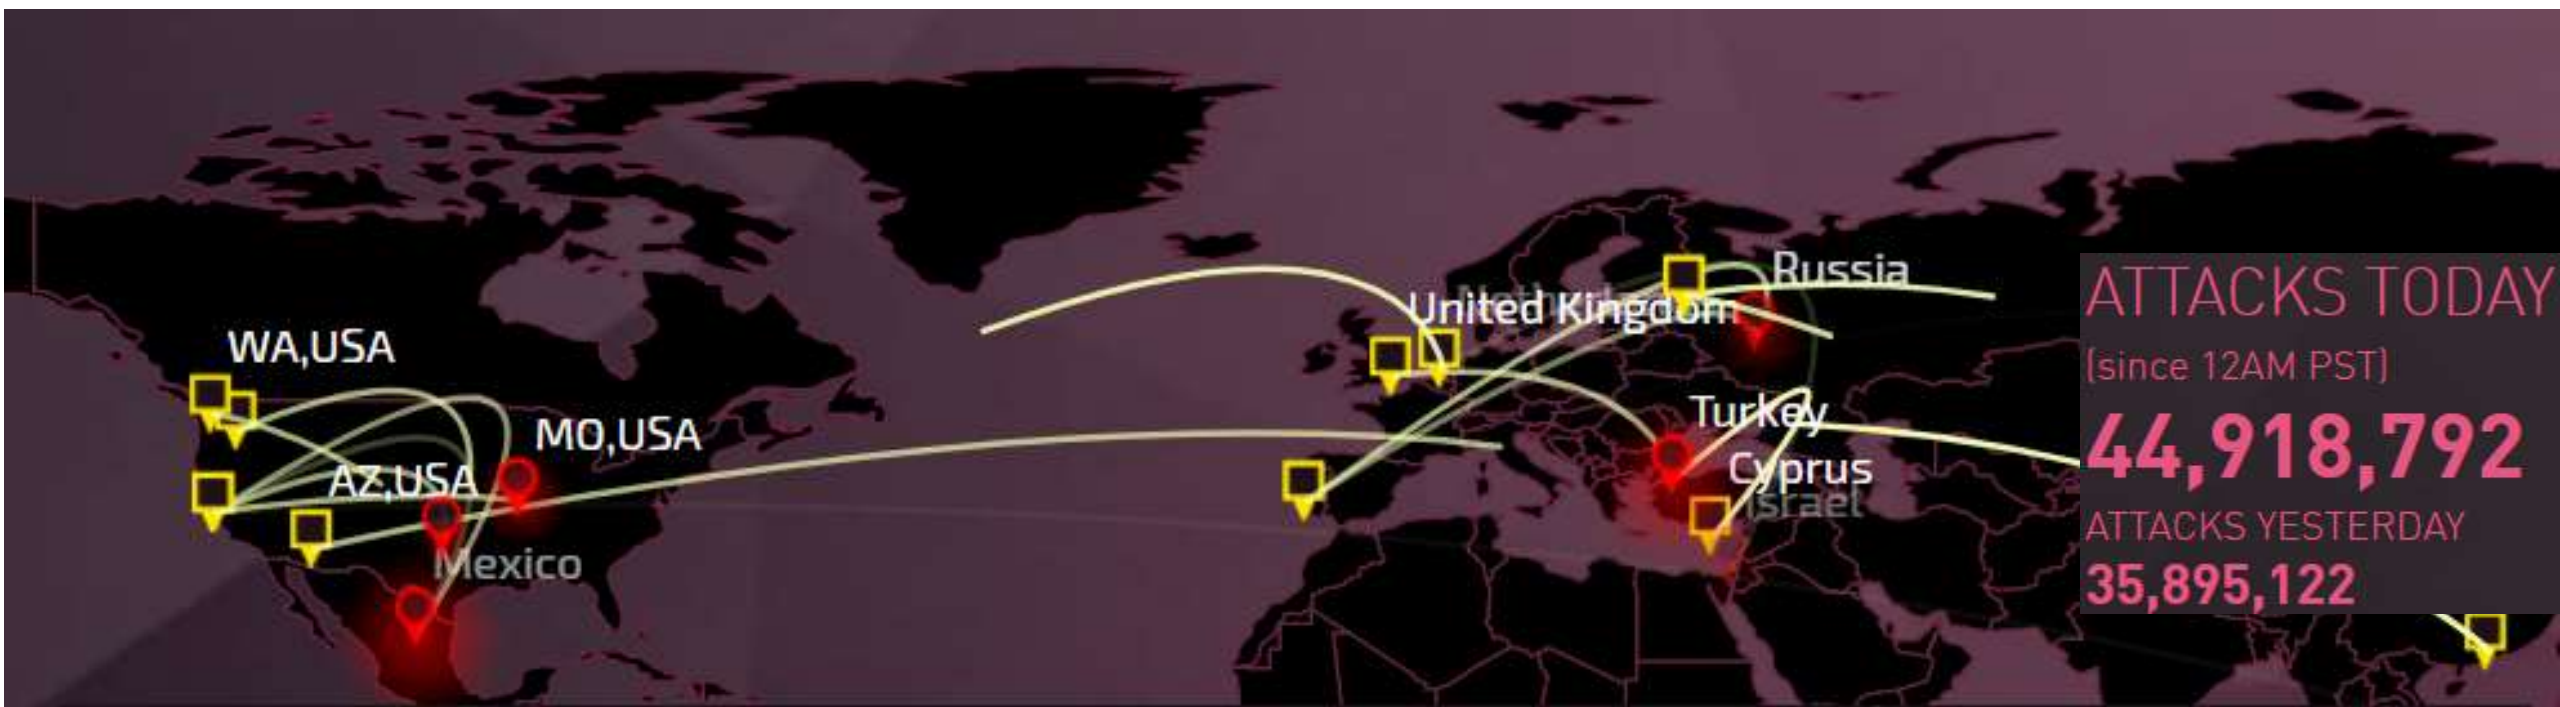 WA,USA
MO,USA
AZ,USA
Mexico
Russia
United Kingdom
Turkey
Cyprus
Israel
ATTACKS TODAY
(since 12AM PST)
44,918,792
ATTACKS YESTERDAY
35,895,122